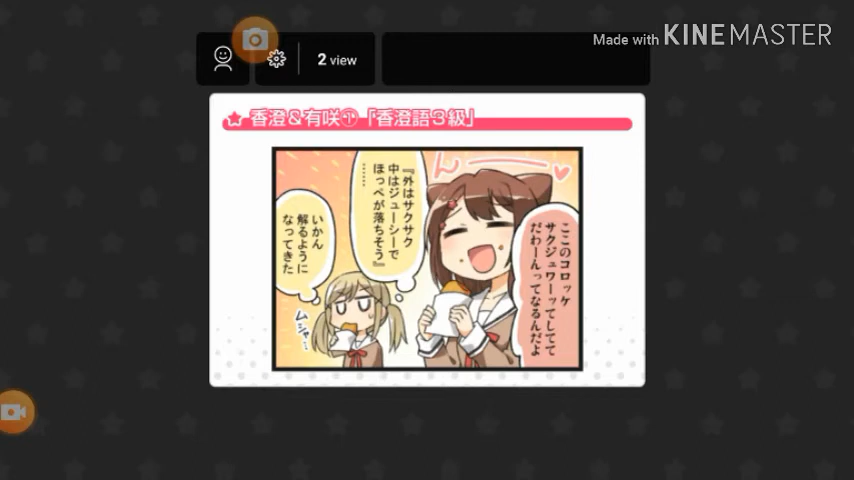 Made with KINEMASTER
2 view
香澄&有咲① 「香澄語3級」
ん ー
ここのコロッケ
サクジュワーッてしてて
だわーんってなるんだよ
『外はサクサク
中はジューシーで
ほっぺが落ちそう』
……
いかん
解るように
なってきた
ムシャ…